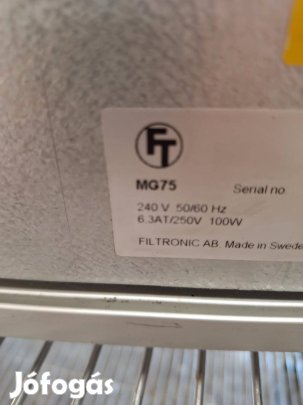 FT
MG75 Serial no
240 V 50/60 Hz
6.3AT/250V 100W
FILTRONIC AB. Made in Swede
Jófogás